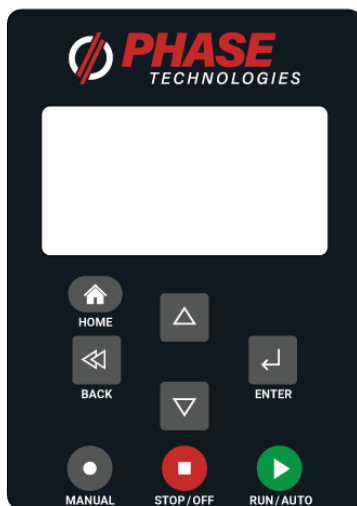 PHASE
TECHNOLOGIES
HOME
BACK
ENTER
MANUAL
STOP/OFF
RUN/AUTO